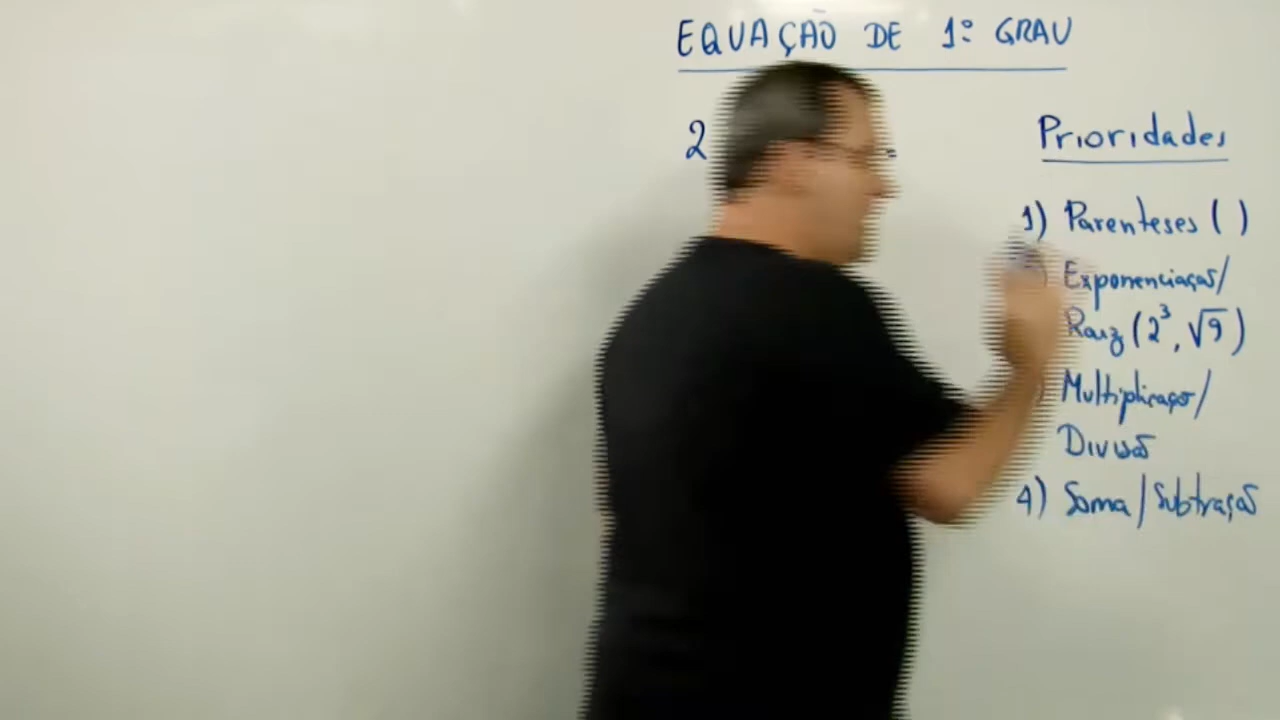 EQUAÇÃO DE 1º GRAU
2
Prioridades
1) Parenteses ( )
Exponenciação/
Raiz (2³, √9)
Multiplicação/
Divisão
4) Soma/Subtração